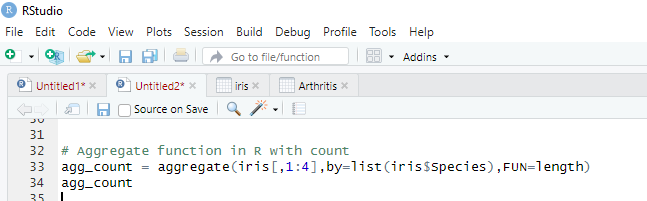 RStudio
File Edit Code View Plots Session Build Debug Profile Tools Help
Go to file/function Addins
Untitled1* Untitled2* iris Arthritis
Source on Save
30
31
32 # Aggregate function in R with count
33 agg_count = aggregate(iris[,1:4],by=list(iris$Species),FUN=length)
34 agg_count
35